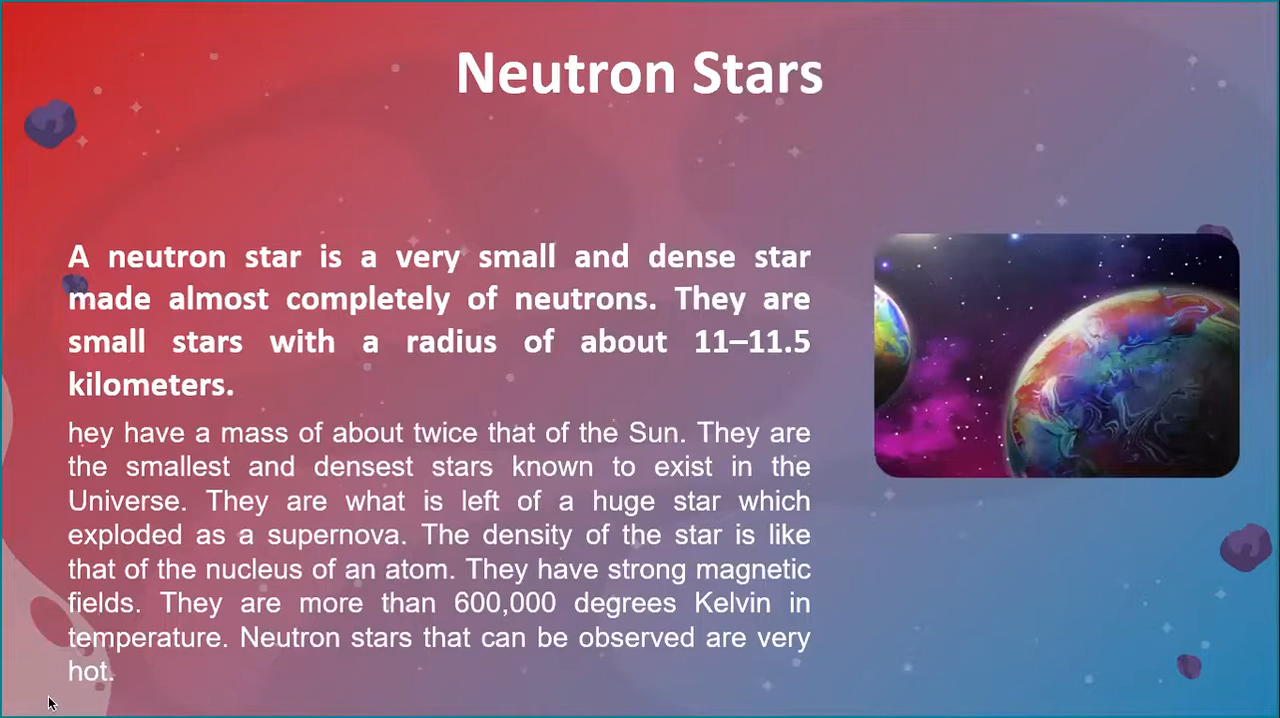 Neutron Stars
A neutron star is a very small and dense star
made almost completely of neutrons. They are
small stars with a radius of about 11–11.5
kilometers.
hey have a mass of about twice that of the Sun. They are
the smallest and densest stars known to exist in the
Universe. They are what is left of a huge star which
exploded as a supernova. The density of the star is like
that of the nucleus of an atom. They have strong magnetic
fields. They are more than 600,000 degrees Kelvin in
temperature. Neutron stars that can be observed are very
hot.